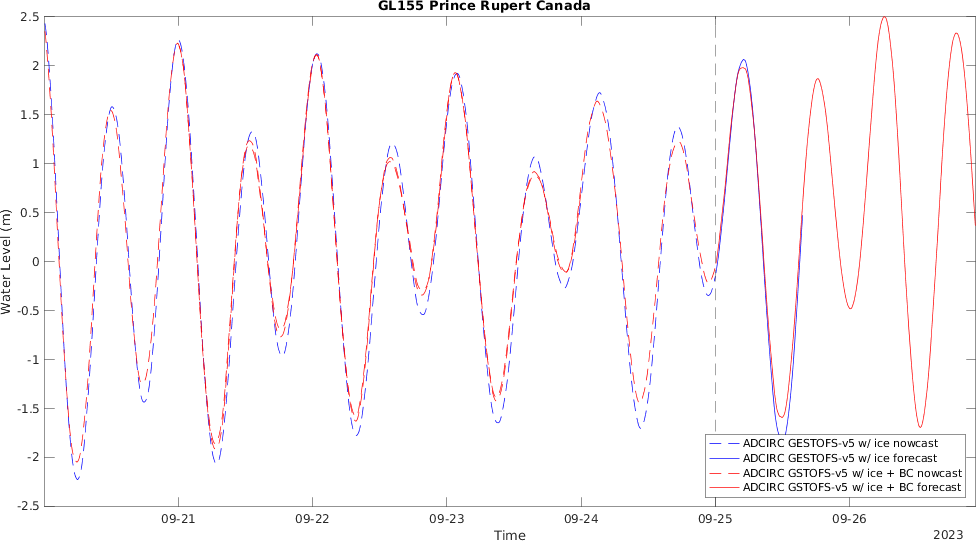 GL155 Prince Rupert Canada
2.5
2
1.5
1
0.5
0
-0.5
-1
-1.5
-2
-2.5
Water Level (m)
09-21
09-22
09-23
09-24
09-25
09-26
Time
2023
ADCIRC GESTOFS-v5 w/ ice nowcast
ADCIRC GESTOFS-v5 w/ ice forecast
ADCIRC GSTOFS-v5 w/ ice + BC nowcast
ADCIRC GSTOFS-v5 w/ ice + BC forecast